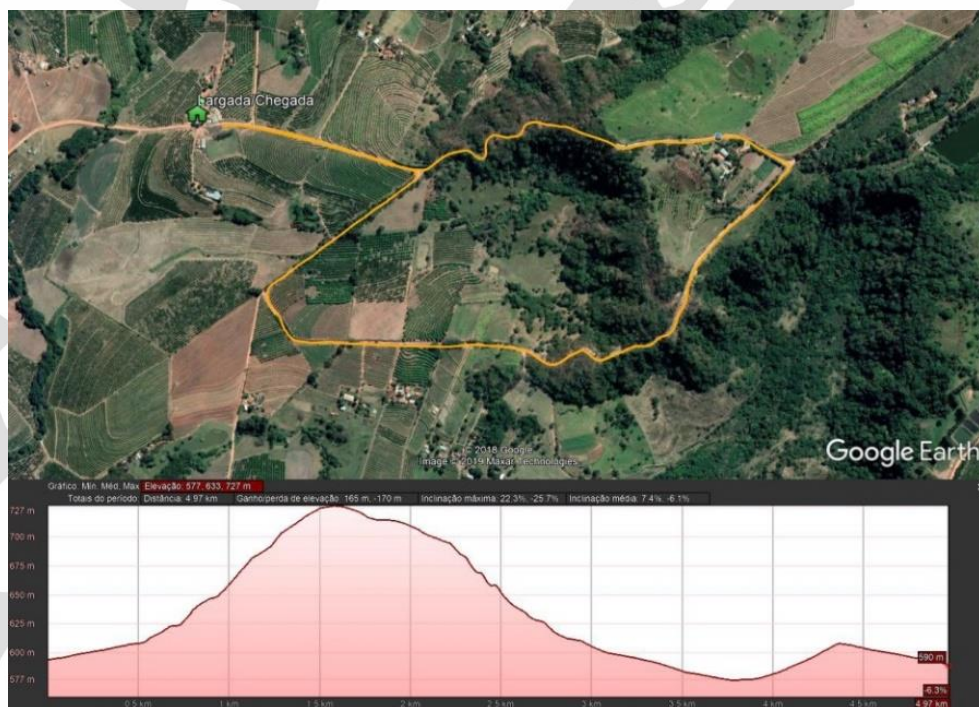 Largada Chegada
Google Earth
© 2018 Google
Image © 2019 Maxar Technologies
Gráfico: Mín, Méd, Máx Elevação: 577, 633, 727 m
Totais do período: Distância: 4.97 km Ganho/perda de elevação: 165 m, -170 m Inclinação máxima: 22.3%, -25.7% Inclinação média: 7.4%, -6.1%
727 m
700 m
675 m
650 m
625 m
600 m
577 m
590 m
-6.3%
0.5 km 1 km 1.5 km 2 km 2.5 km 3 km 3.5 km 4 km 4.5 km 4.97 km